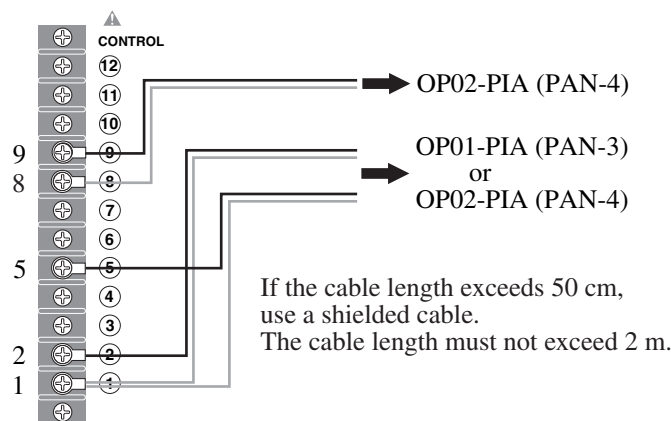 CONTROL
12
11
10
9 9
8 8
7
6
5 5
4
3
2 2
1 1
OP02-PIA (PAN-4)
OP01-PIA (PAN-3)
or
OP02-PIA (PAN-4)
If the cable length exceeds 50 cm,
use a shielded cable.
The cable length must not exceed 2 m.